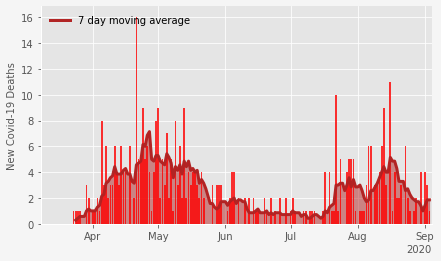 7 day moving average
New Covid-19 Deaths
16
14
12
10
8
6
4
2
0
Apr
May
Jun
Jul
Aug
Sep
2020